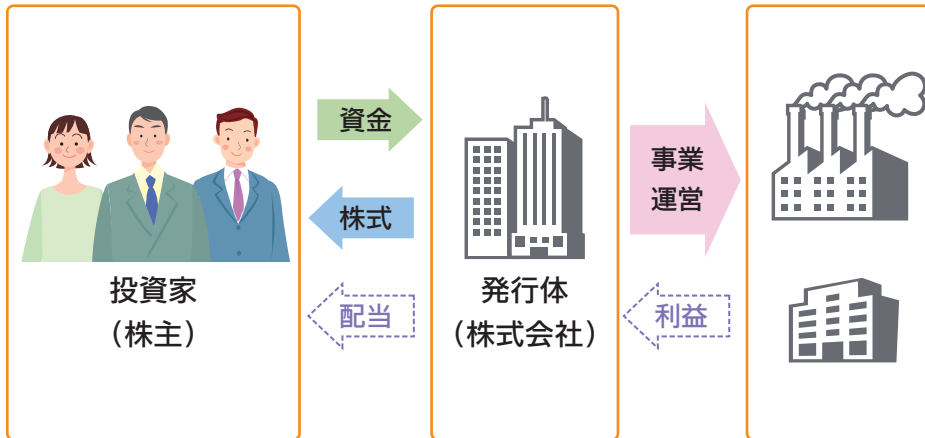 資金
株式
配当
投資家
（株主）
発行体
（株式会社）
事業
運営
利益